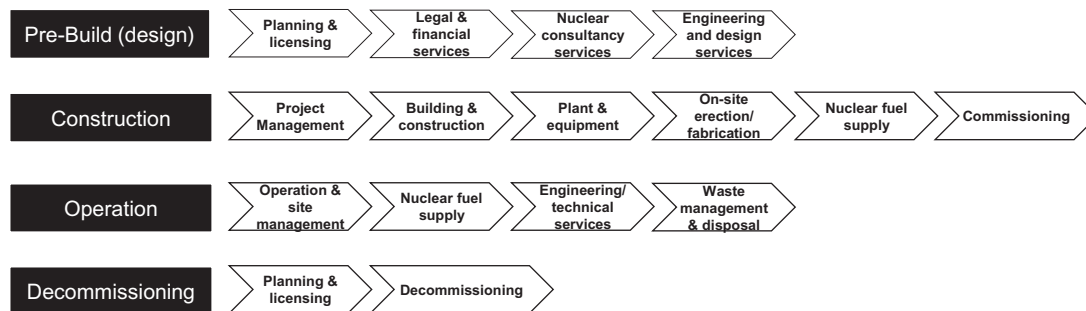 Pre-Build (design)
Planning &
licensing
Legal &
financial
services
Nuclear
consultancy
services
Engineering
and design
services
Construction
Project
Management
Building &
construction
Plant &
equipment
On-site
erection/
fabrication
Nuclear fuel
supply
Commissioning
Operation
Operation &
site
management
Nuclear fuel
supply
Engineering/
technical
services
Waste
management
& disposal
Decommissioning
Planning &
licensing
Decommissioning